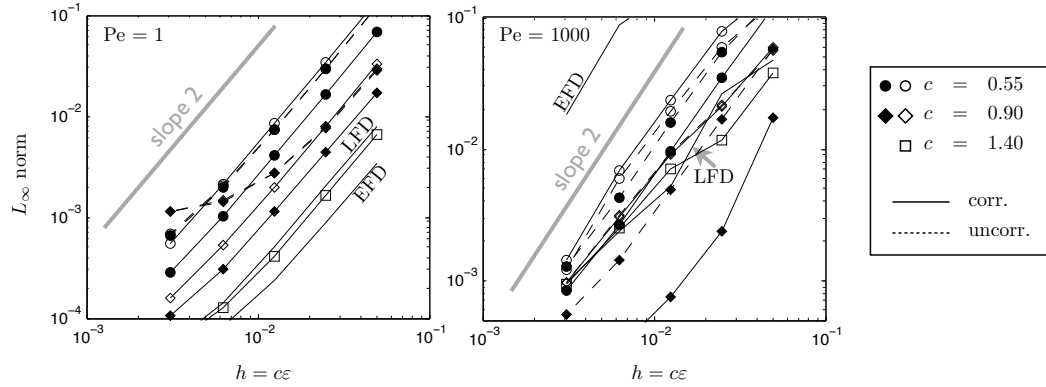 Pe = 1
slope 2
LFD
EFD
10⁻¹
10⁻²
10⁻³
10⁻⁴
L∞ norm
10⁻³
10⁻²
10⁻¹
h = cε
Pe = 1000
EFD
slope 2
LFD
10⁻¹
10⁻²
10⁻³
10⁻³
10⁻²
10⁻¹
h = cε
c = 0.55
c = 0.90
c = 1.40
corr.
uncorr.